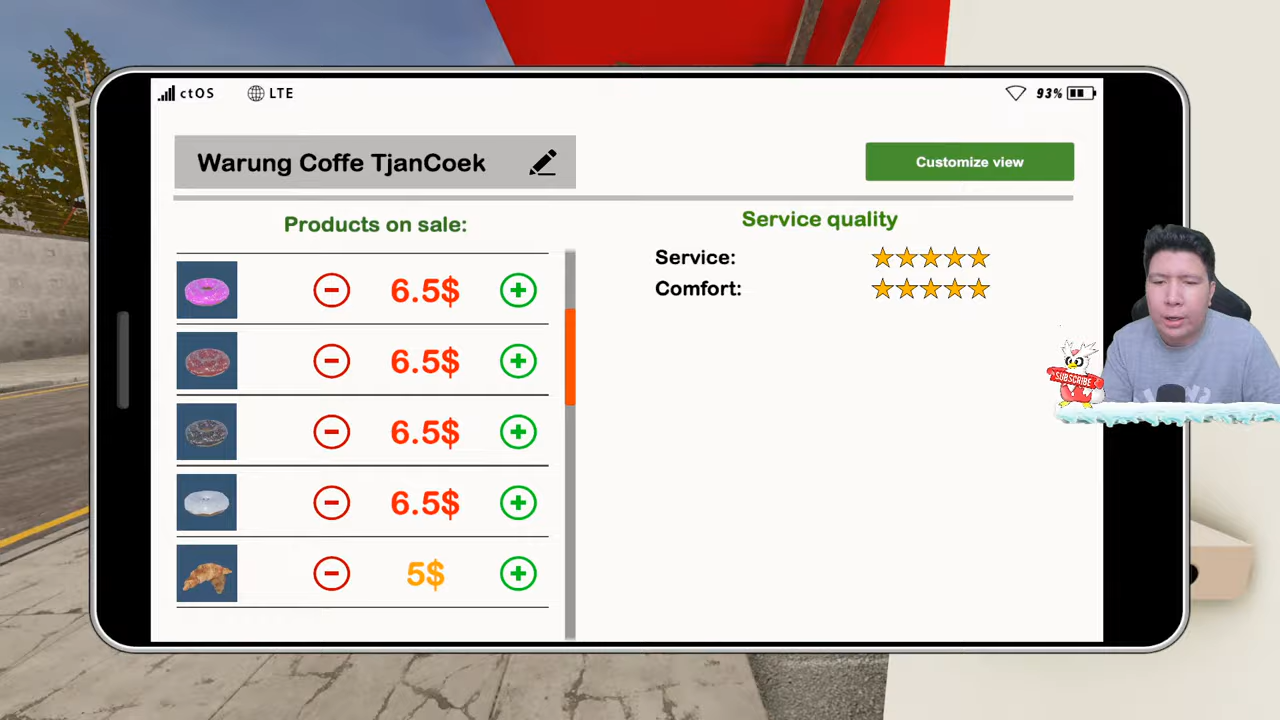 ctOS LTE 93%
Warung Coffe TjanCoek
Customize view
Products on sale:
Service quality
Service:
Comfort:
6.5$
6.5$
6.5$
6.5$
5$
SUBSCRIBE